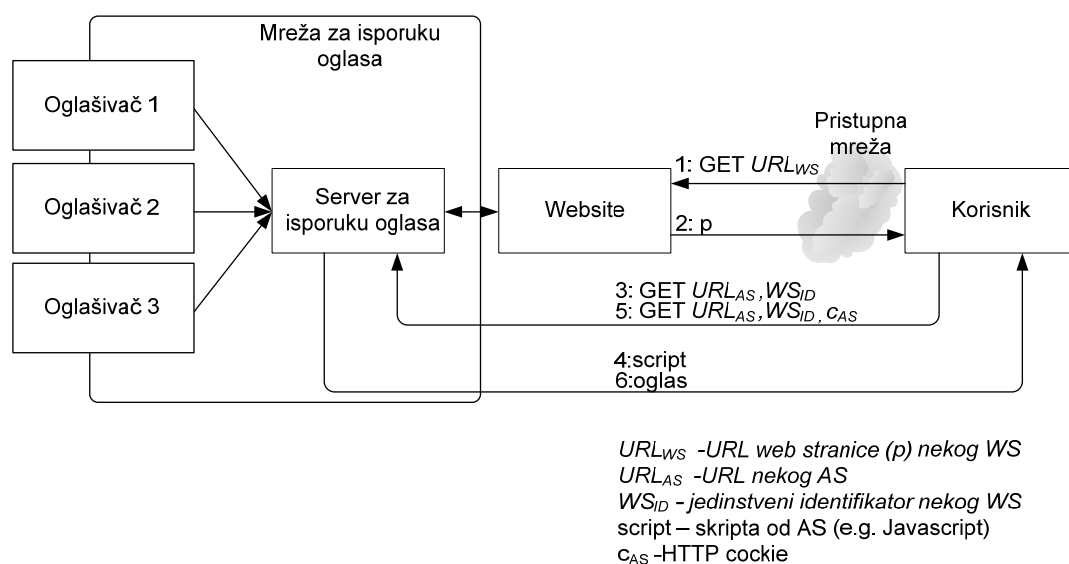 Mreža za isporuku
oglasa
Oglašivač 1
Oglašivač 2
Oglašivač 3
Server za
isporuku oglasa
Website
Pristupna
mreža
Korisnik
1: GET URLWS
2: p
3: GET URLAS,WSID
5: GET URLAS,WSID, cAS
4:script
6:oglas
URLWS -URL web stranice (p) nekog WS
URLAS -URL nekog AS
WSID - jedinstveni identifikator nekog WS
script – skripta od AS (e.g. Javascript)
cAS -HTTP cockie